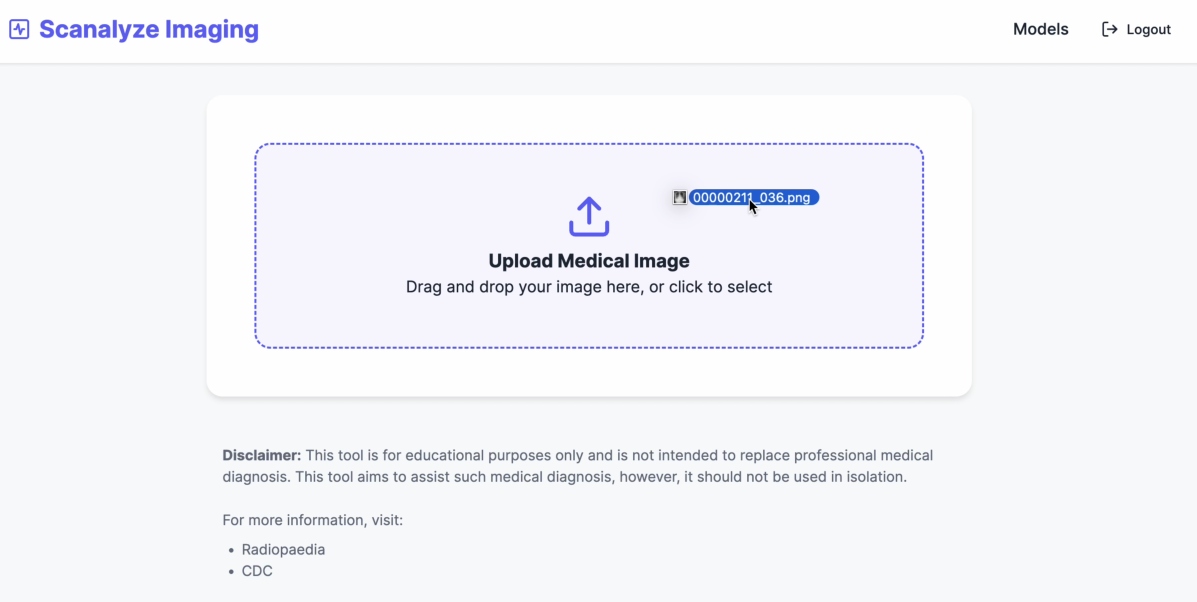 Scanalyze Imaging
Models
Logout
00000211_036.png
Upload Medical Image
Drag and drop your image here, or click to select
Disclaimer: This tool is for educational purposes only and is not intended to replace professional medical
diagnosis. This tool aims to assist such medical diagnosis, however, it should not be used in isolation.
For more information, visit:
• Radiopaedia
• CDC